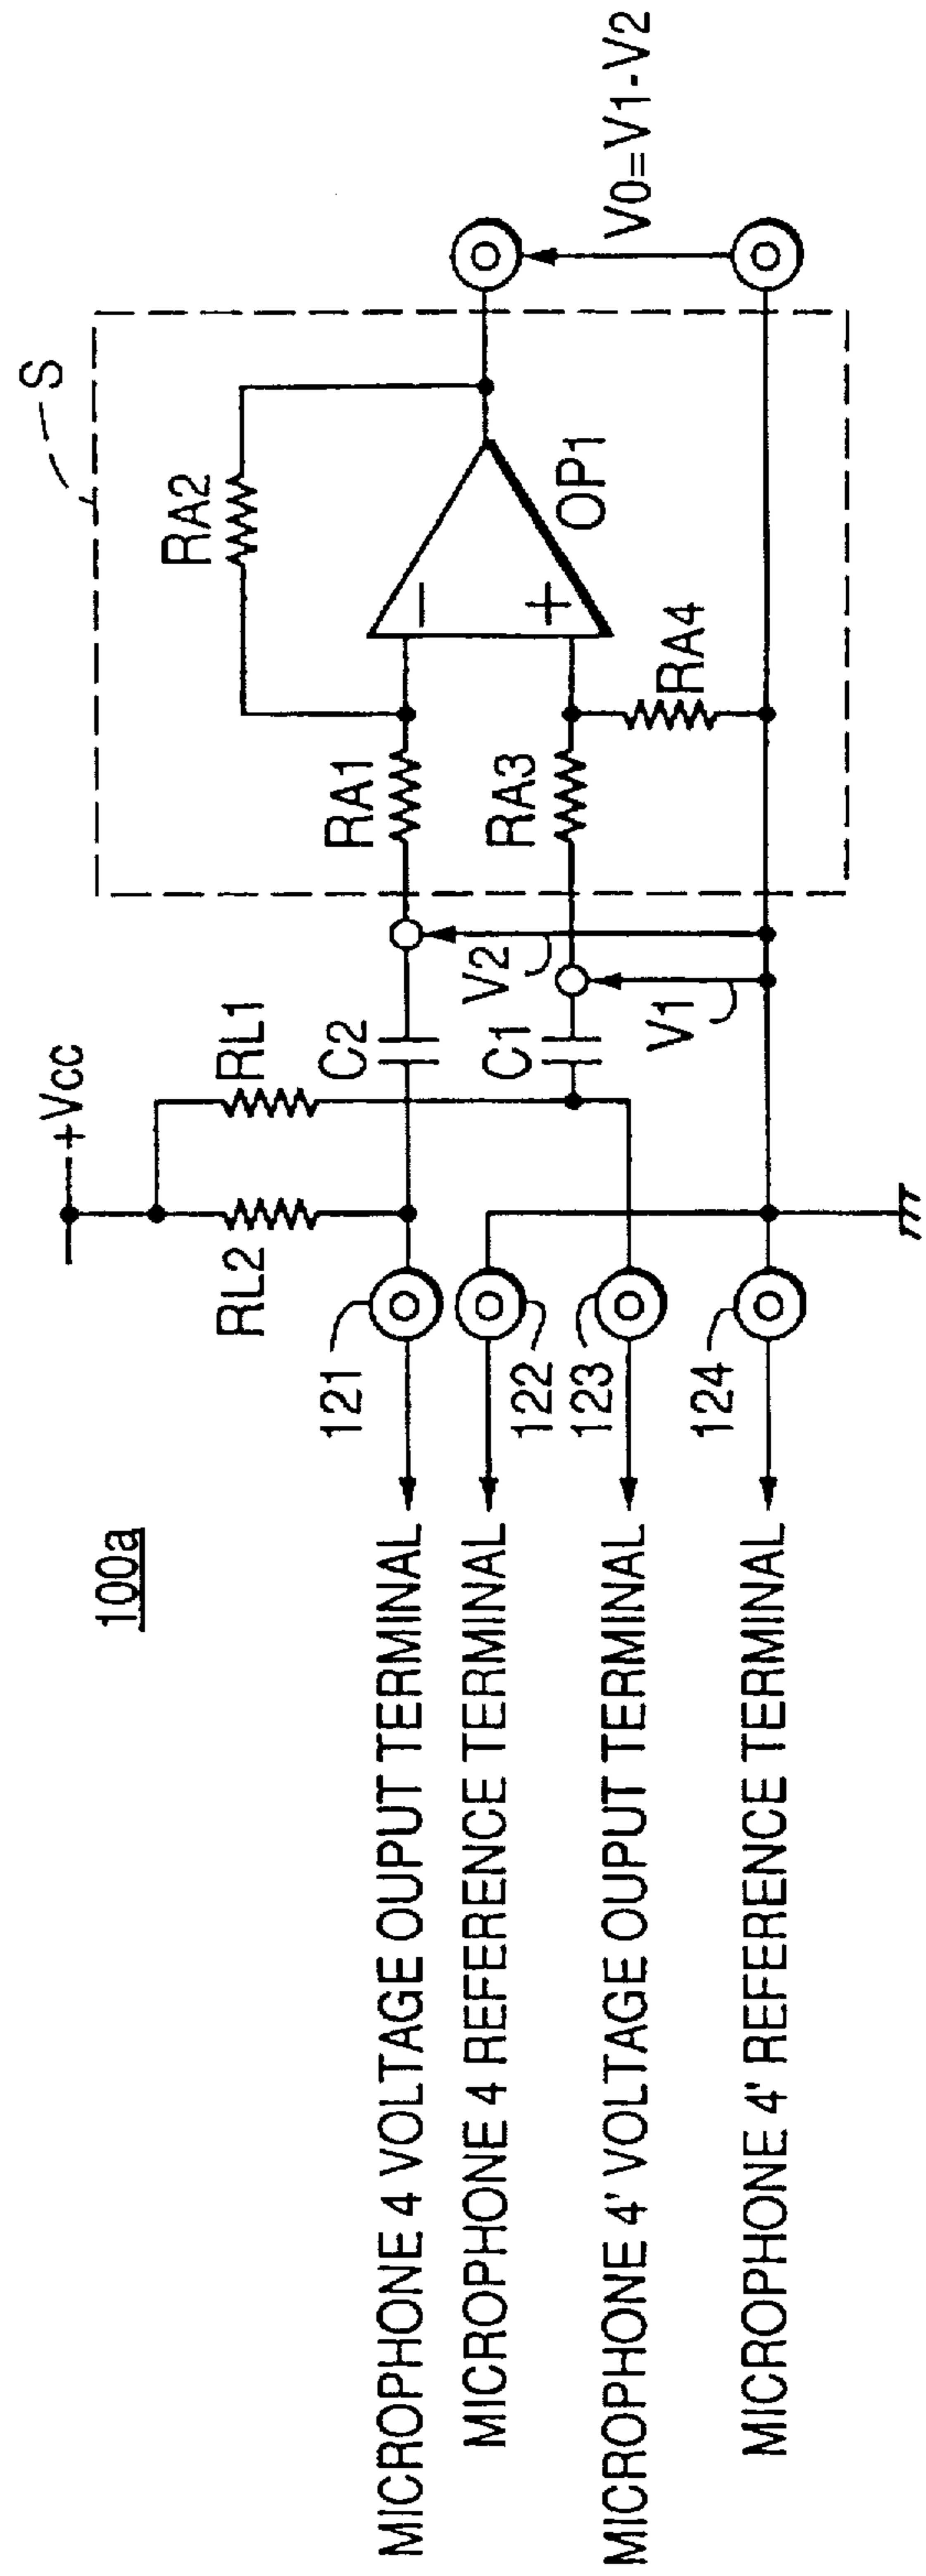 100a
S
+Vcc
RL2
RL1
RA2
C2
RA1
C1
RA3
OP1
−
+
RA4
V2
V1
V0=V1-V2
121
122
123
124
MICROPHONE 4 VOLTAGE OUPUT TERMINAL
MICROPHONE 4 REFERENCE TERMINAL
MICROPHONE 4' VOLTAGE OUPUT TERMINAL
MICROPHONE 4' REFERENCE TERMINAL